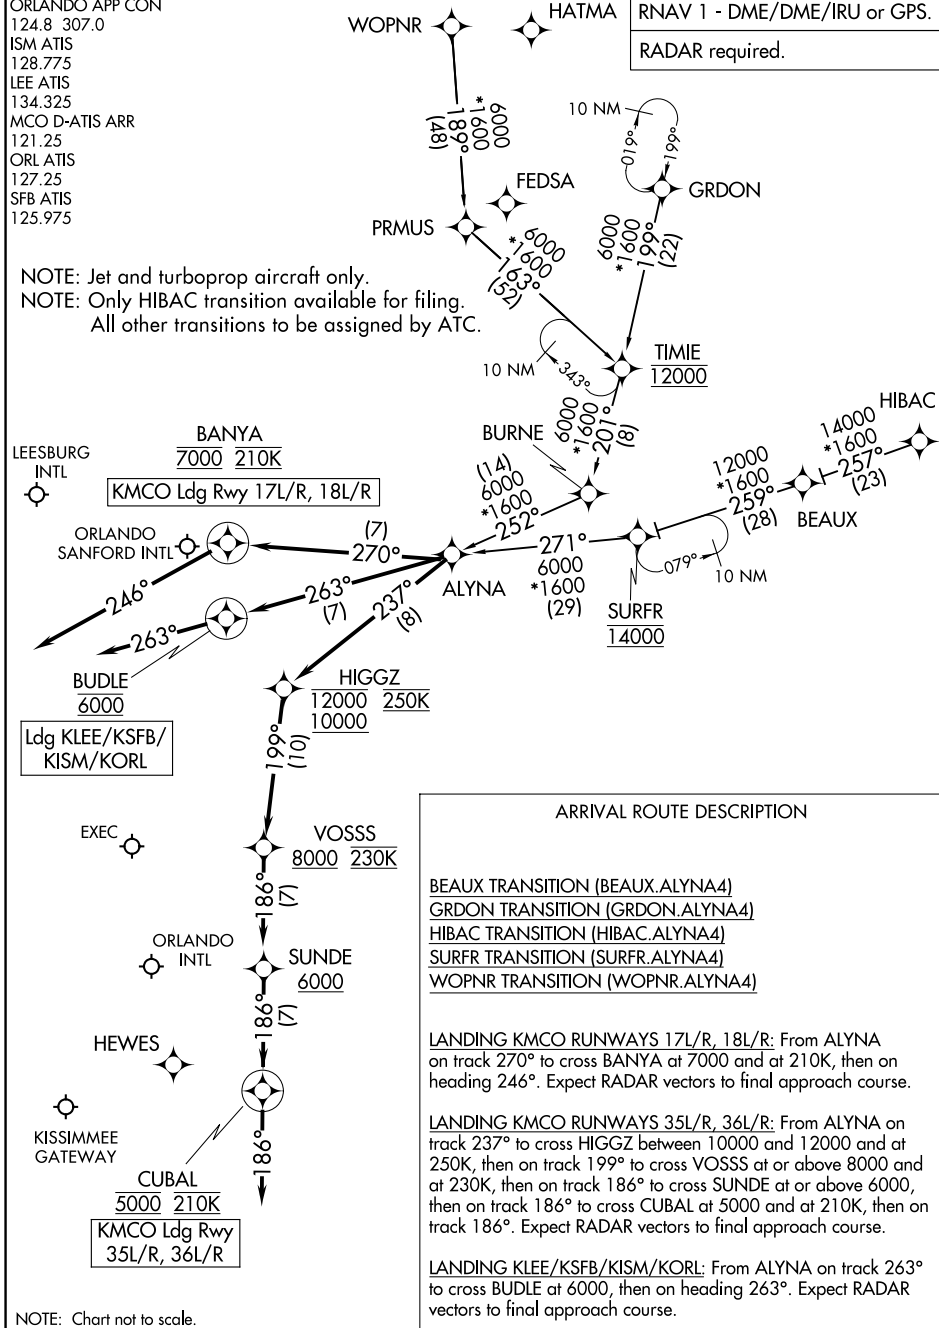 ORLANDO APP CON
124.8 307.0
ISM ATIS
128.775
LEE ATIS
134.325
MCO D-ATIS ARR
121.25
ORL ATIS
127.25
SFB ATIS
125.975
WOPNR
HATMA
RNAV 1 - DME/DME/IRU or GPS.
RADAR required.
6000
*1600
189°
(48)
10 NM
019°
199°
GRDON
FEDSA
PRMUS
6000
*1600
163°
(52)
6000
*1600
199°
(22)
NOTE: Jet and turboprop aircraft only.
NOTE: Only HIBAC transition available for filing.
All other transitions to be assigned by ATC.
10 NM
343°
TIMIE
12000
HIBAC
14000
*1600
257°
(23)
BURNE
6000
*1600
201°
(8)
12000
*1600
259°
(28)
BEAUX
BANYA
7000 210K
KMCO Ldg Rwy 17L/R, 18L/R
LEESBURG
INTL
(14)
6000
*1600
252°
ORLANDO
SANFORD INTL
(7)
270°
ALYNA
271°
6000
*1600
(29)
079°
10 NM
SURFR
14000
246°
263°
(7)
237°
(8)
263°
BUDLE
6000
Ldg KLEE/KSFB/
KISM/KORL
HIGGZ
12000 250K
10000
199°
(10)
EXEC
VOSSS
8000 230K
186°
(7)
ORLANDO
INTL
SUNDE
6000
186°
(7)
HEWES
KISSIMMEE
GATEWAY
CUBAL
5000 210K
KMCO Ldg Rwy
35L/R, 36L/R
186°
ARRIVAL ROUTE DESCRIPTION
BEAUX TRANSITION (BEAUX.ALYNA4)
GRDON TRANSITION (GRDON.ALYNA4)
HIBAC TRANSITION (HIBAC.ALYNA4)
SURFR TRANSITION (SURFR.ALYNA4)
WOPNR TRANSITION (WOPNR.ALYNA4)
LANDING KMCO RUNWAYS 17L/R, 18L/R: From ALYNA
on track 270° to cross BANYA at 7000 and at 210K, then on
heading 246°. Expect RADAR vectors to final approach course.
LANDING KMCO RUNWAYS 35L/R, 36L/R: From ALYNA on
track 237° to cross HIGGZ between 10000 and 12000 and at
250K, then on track 199° to cross VOSSS at or above 8000 and
at 230K, then on track 186° to cross SUNDE at or above 6000,
then on track 186° to cross CUBAL at 5000 and at 210K, then on
track 186°. Expect RADAR vectors to final approach course.
LANDING KLEE/KSFB/KISM/KORL: From ALYNA on track 263°
to cross BUDLE at 6000, then on heading 263°. Expect RADAR
vectors to final approach course.
NOTE: Chart not to scale.